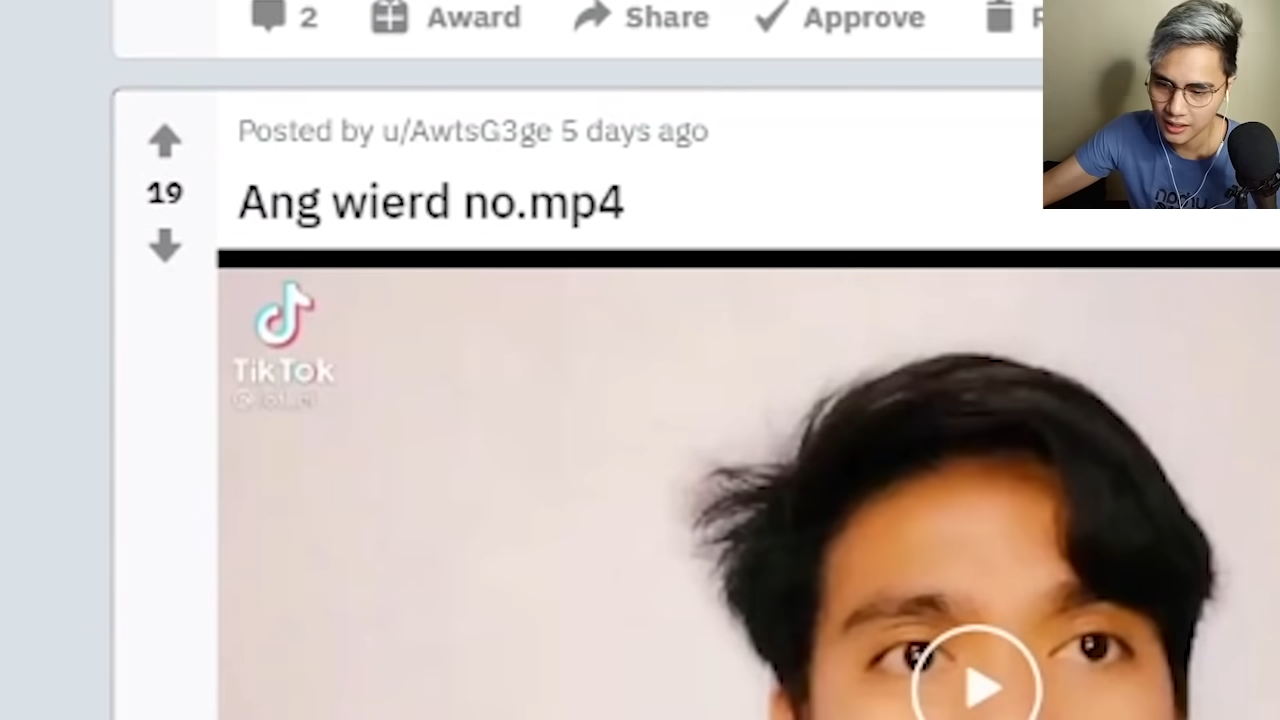 2 Award Share Approve
Posted by u/AwtsG3ge 5 days ago
19
Ang wierd no.mp4
TikTok